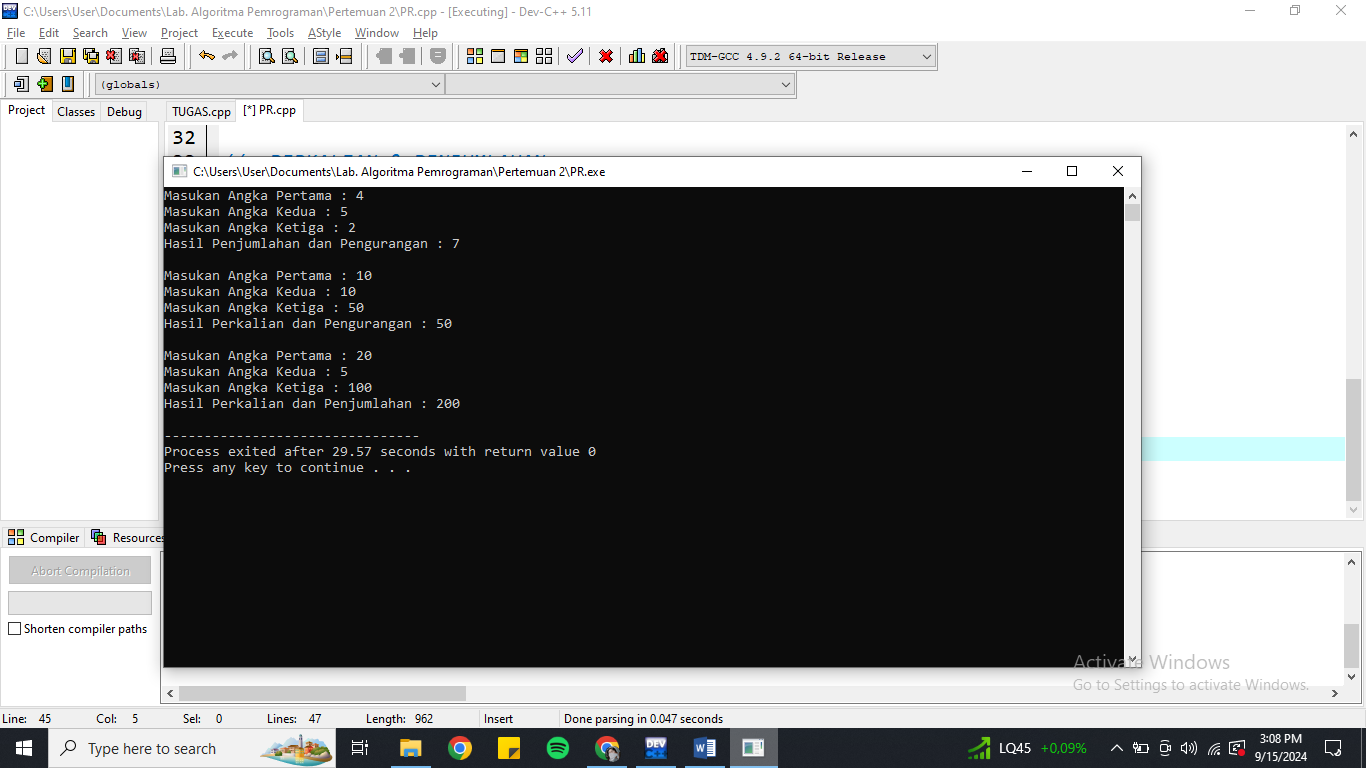 C:\Users\User\Documents\Lab. Algoritma Pemrograman\Pertemuan 2\PR.cpp - [Executing] - Dev-C++ 5.11
File Edit Search View Project Execute Tools AStyle Window Help
TDM-GCC 4.9.2 64-bit Release
(globals)
Project Classes Debug TUGAS.cpp [*] PR.cpp
32
C:\Users\User\Documents\Lab. Algoritma Pemrograman\Pertemuan 2\PR.exe
Masukan Angka Pertama : 4
Masukan Angka Kedua : 5
Masukan Angka Ketiga : 2
Hasil Penjumlahan dan Pengurangan : 7
Masukan Angka Pertama : 10
Masukan Angka Kedua : 10
Masukan Angka Ketiga : 50
Hasil Perkalian dan Pengurangan : 50
Masukan Angka Pertama : 20
Masukan Angka Kedua : 5
Masukan Angka Ketiga : 100
Hasil Perkalian dan Penjumlahan : 200
--------------------------------
Process exited after 29.57 seconds with return value 0
Press any key to continue . . .
Compiler Resources
Abort Compilation
Shorten compiler paths
Activate Windows
Go to Settings to activate Windows.
Line: 45 Col: 5 Sel: 0 Lines: 47 Length: 962 Insert Done parsing in 0.047 seconds
Type here to search
DEV
LQ45 +0,09%
3:08 PM
9/15/2024